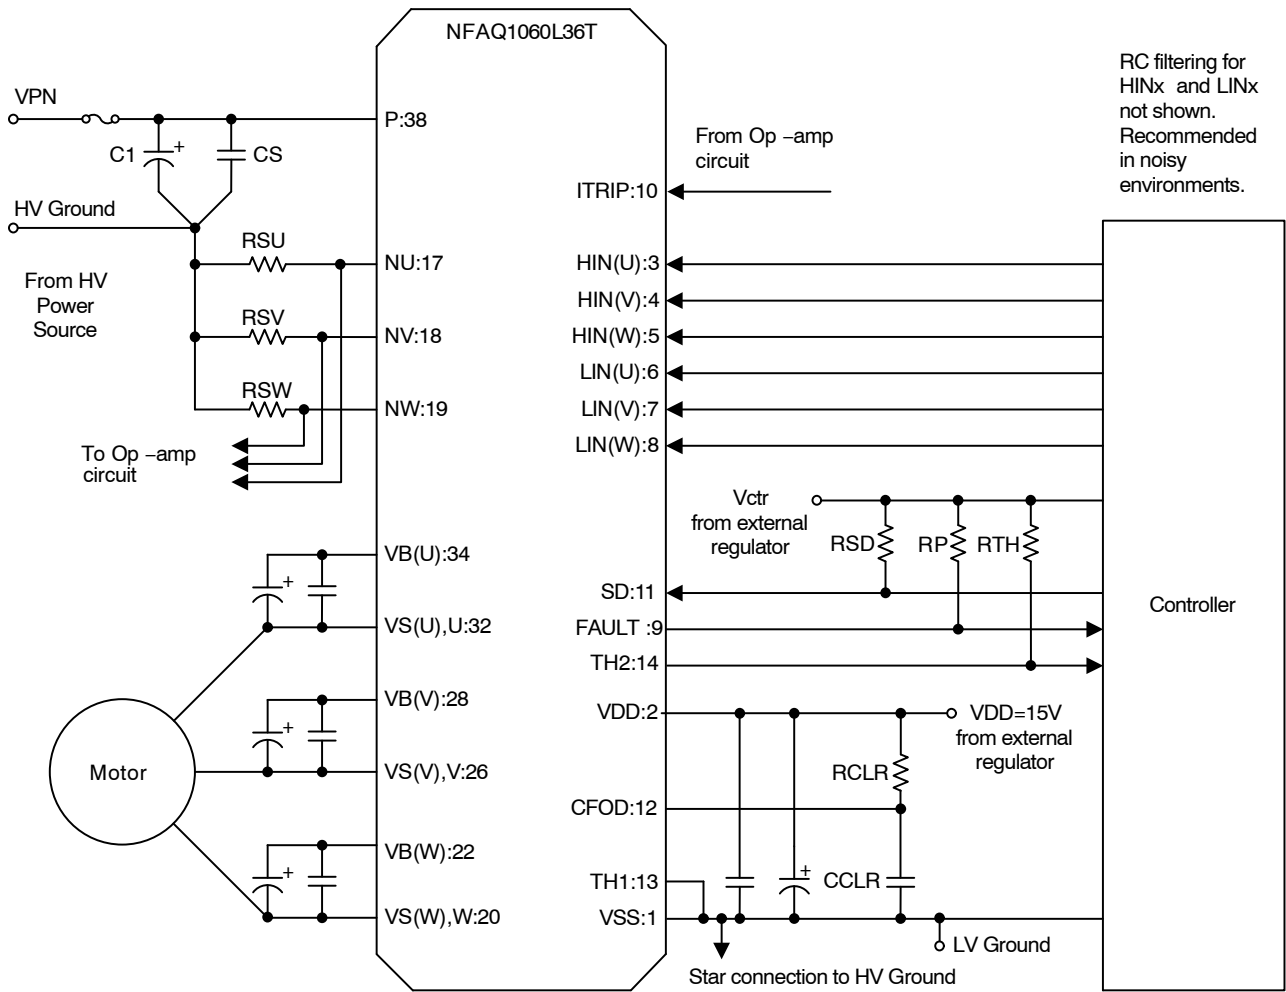 NFAQ1060L36T
RC filtering for
HINx and LINx
not shown.
Recommended
in noisy
environments.
VPN
P:38
C1
+
CS
From Op –amp
circuit
ITRIP:10
HV Ground
RSU
NU:17
From HV
Power
Source
RSV
NV:18
RSW
NW:19
To Op –amp
circuit
HIN(U):3
HIN(V):4
HIN(W):5
LIN(U):6
LIN(V):7
LIN(W):8
Vctr
from external
regulator
RSD
RP
RTH
SD:11
FAULT :9
TH2:14
Controller
VB(U):34
+
VS(U),U:32
VB(V):28
+
VS(V),V:26
Motor
VB(W):22
+
VS(W),W:20
VDD:2
VDD=15V
from external
regulator
RCLR
CFOD:12
TH1:13
+
CCLR
VSS:1
LV Ground
Star connection to HV Ground